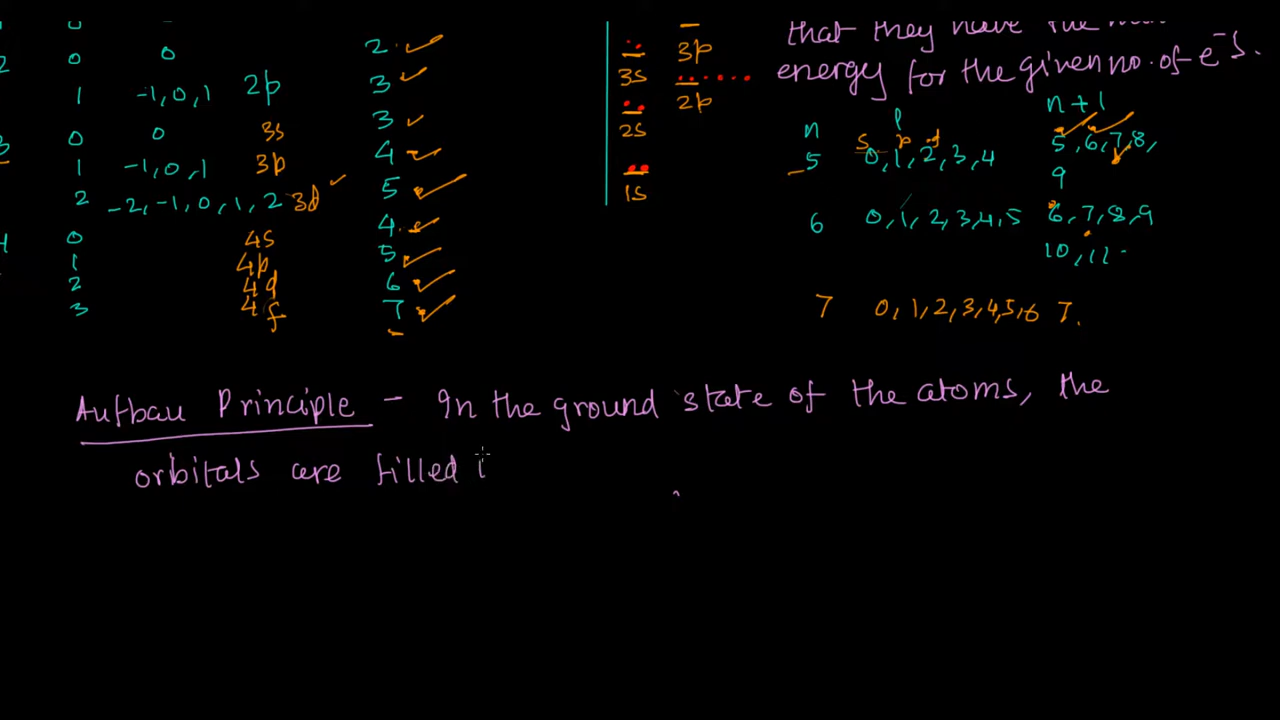 2 0 0 2.
1 -1, 0, 1 2p 3
3 0 0 3s 3
1 -1, 0, 1 3p 4
2 -2, -1, 0, 1, 2 3d 5
4 0 4s 4
1 4p 5
2 4d 6
3 4f 7
3p
3s
2p
2s
1s
that they have the
energy for the given no. of e⁻s.
n l n + l
s p d
5 0, 1, 2, 3, 4 5, 6, 7, 8,
9
6 0, 1, 2, 3, 4, 5 6, 7, 8, 9
10, 11
7 0, 1, 2, 3, 4, 5, 6 7.
Aufbau Principle - In the ground state of the atoms, the
orbitals are filled i